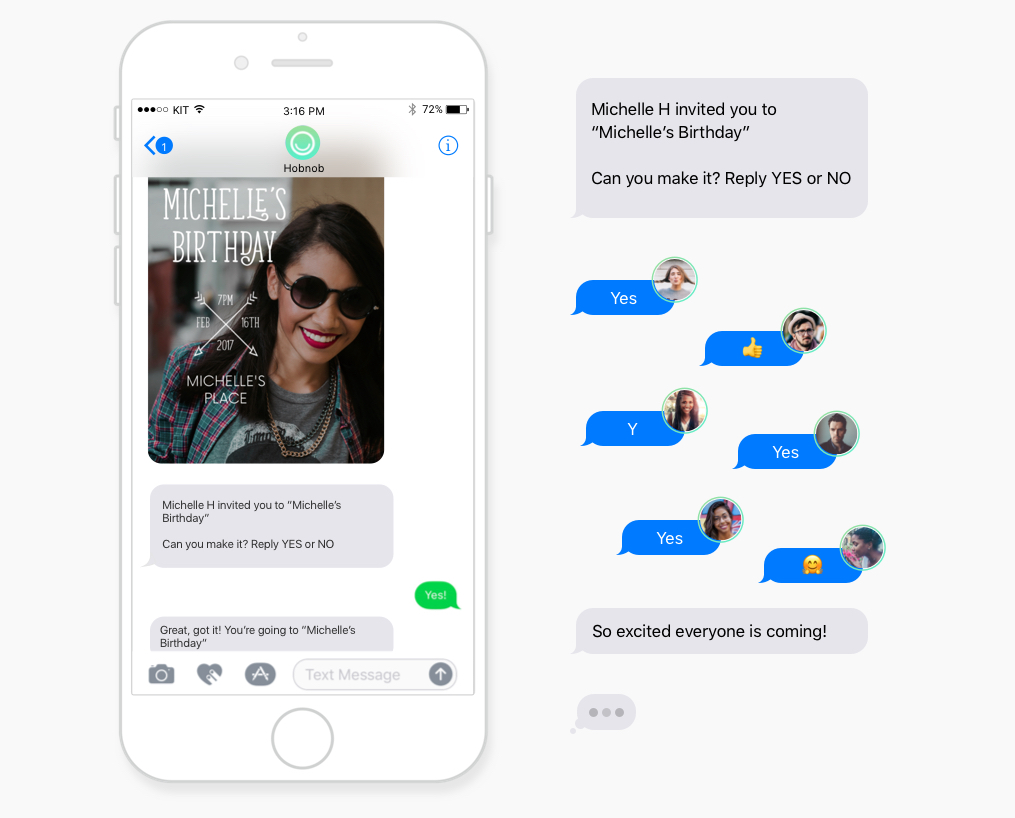 KIT
3:16 PM
72%
1
Hobnob
MICHELLE'S
BIRTHDAY
7PM
FEB
16TH
2017
MICHELLE'S
PLACE
Michelle H invited you to “Michelle’s
Birthday”
Can you make it? Reply YES or NO
Yes!
Great, got it! You’re going to “Michelle’s
Birthday”
Text Message
Michelle H invited you to
“Michelle’s Birthday”
Can you make it? Reply YES or NO
Yes
Y
Yes
Yes
So excited everyone is coming!